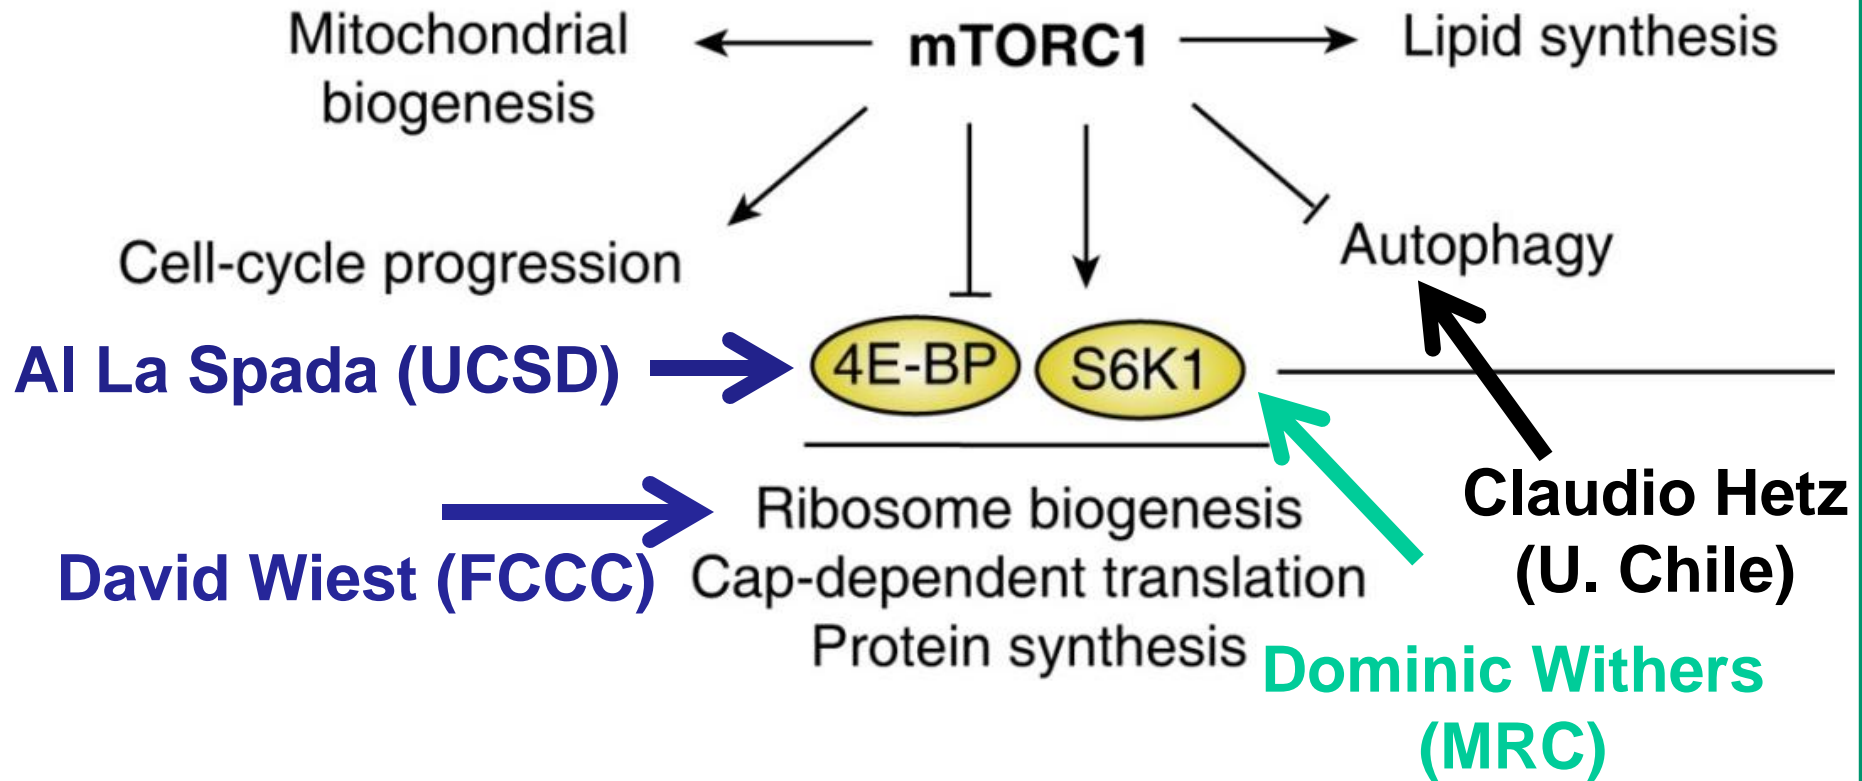 Mitochondrial
biogenesis
mTORC1
Lipid synthesis
Cell-cycle progression
Autophagy
Al La Spada (UCSD)
4E-BP
S6K1
David Wiest (FCCC)
Ribosome biogenesis
Cap-dependent translation
Protein synthesis
Claudio Hetz
(U. Chile)
Dominic Withers
(MRC)